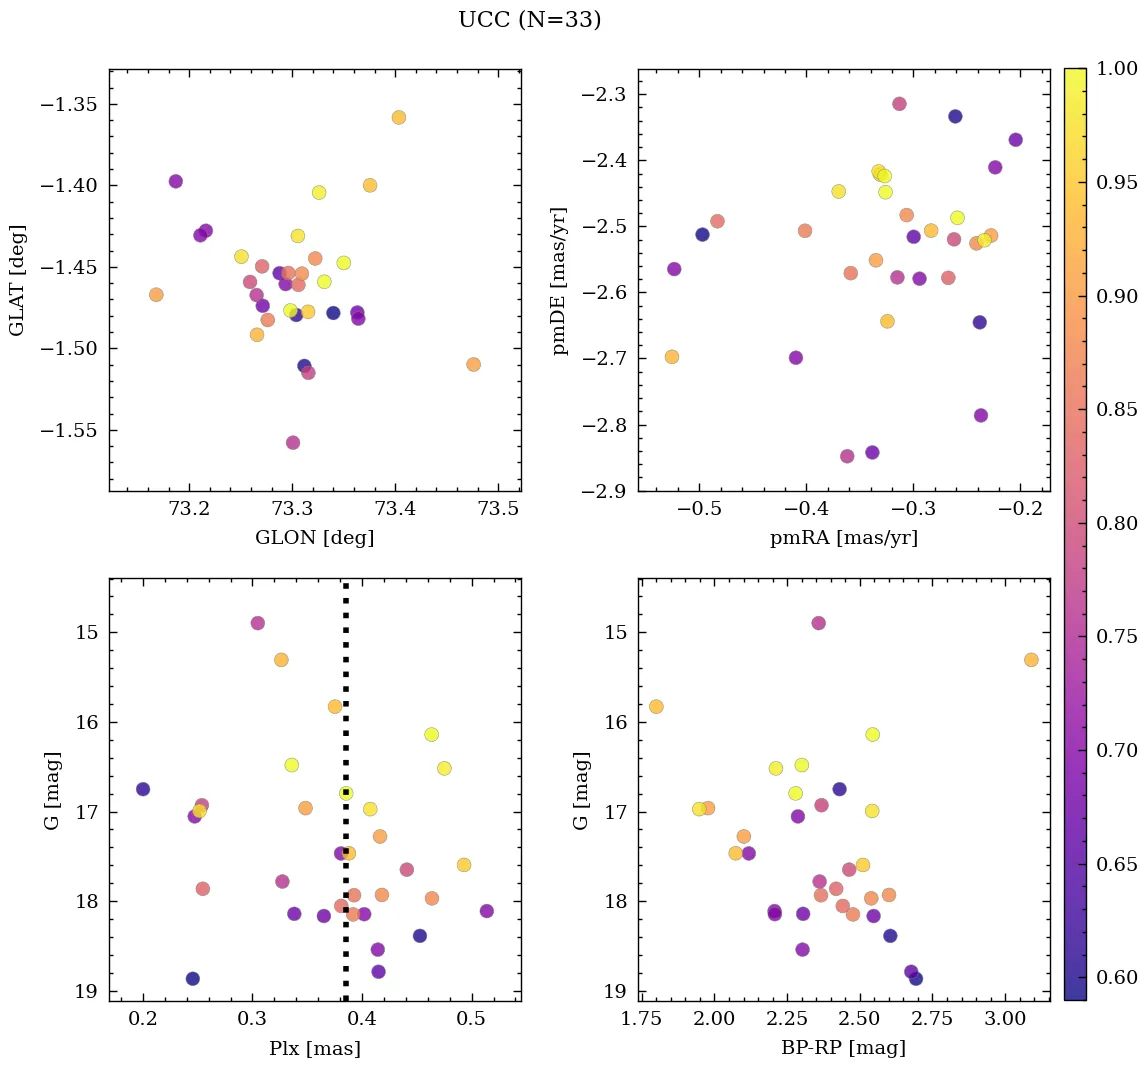 UCC (N=33)
−1.35
−1.40
−1.45
−1.50
−1.55
GLAT [deg]
73.2 73.3 73.4 73.5
GLON [deg]
−2.3
−2.4
−2.5
−2.6
−2.7
−2.8
−2.9
pmDE [mas/yr]
−0.5 −0.4 −0.3 −0.2
pmRA [mas/yr]
15
16
17
18
19
G [mag]
0.2 0.3 0.4 0.5
Plx [mas]
15
16
17
18
19
G [mag]
1.75 2.00 2.25 2.50 2.75 3.00
BP-RP [mag]
1.00
0.95
0.90
0.85
0.80
0.75
0.70
0.65
0.60